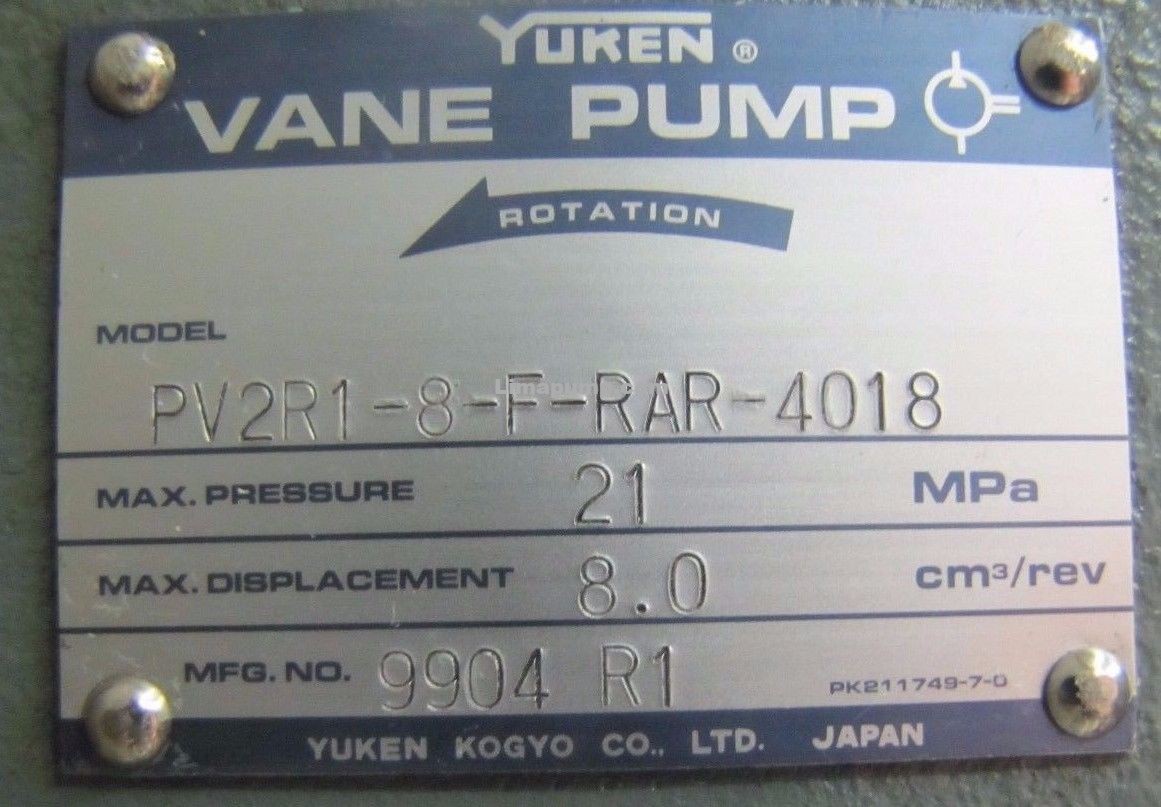 YUKEN ®
VANE PUMP
ROTATION
MODEL
PV2R1-8-F-RAR-4018
MAX. PRESSURE 21 MPa
MAX. DISPLACEMENT 8.0 cm³/rev
MFG. NO. 9904 R1 PK211749-7-0
YUKEN KOGYO CO., LTD. JAPAN